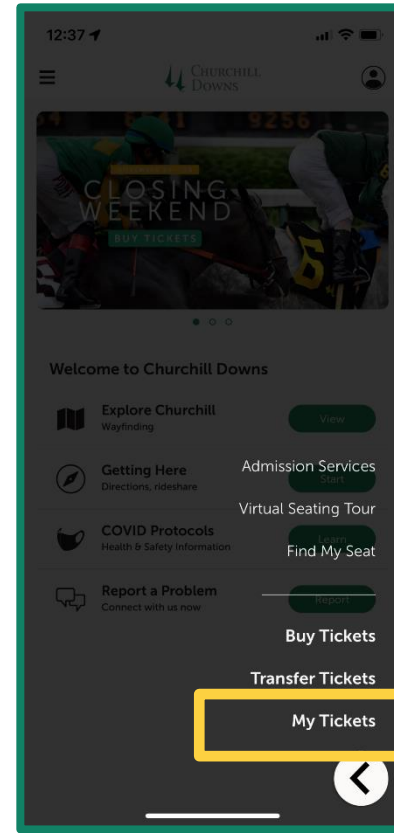 12:37
CHURCHILL
DOWNS
CLOSING
WEEKEND
BUY TICKETS
Welcome to Churchill Downs
Explore Churchill
Wayfinding
View
Getting Here
Directions, rideshare
Start
COVID Protocols
Health & Safety Information
Learn
Report a Problem
Connect with us now
Report
Admission Services
Virtual Seating Tour
Find My Seat
Buy Tickets
Transfer Tickets
My Tickets